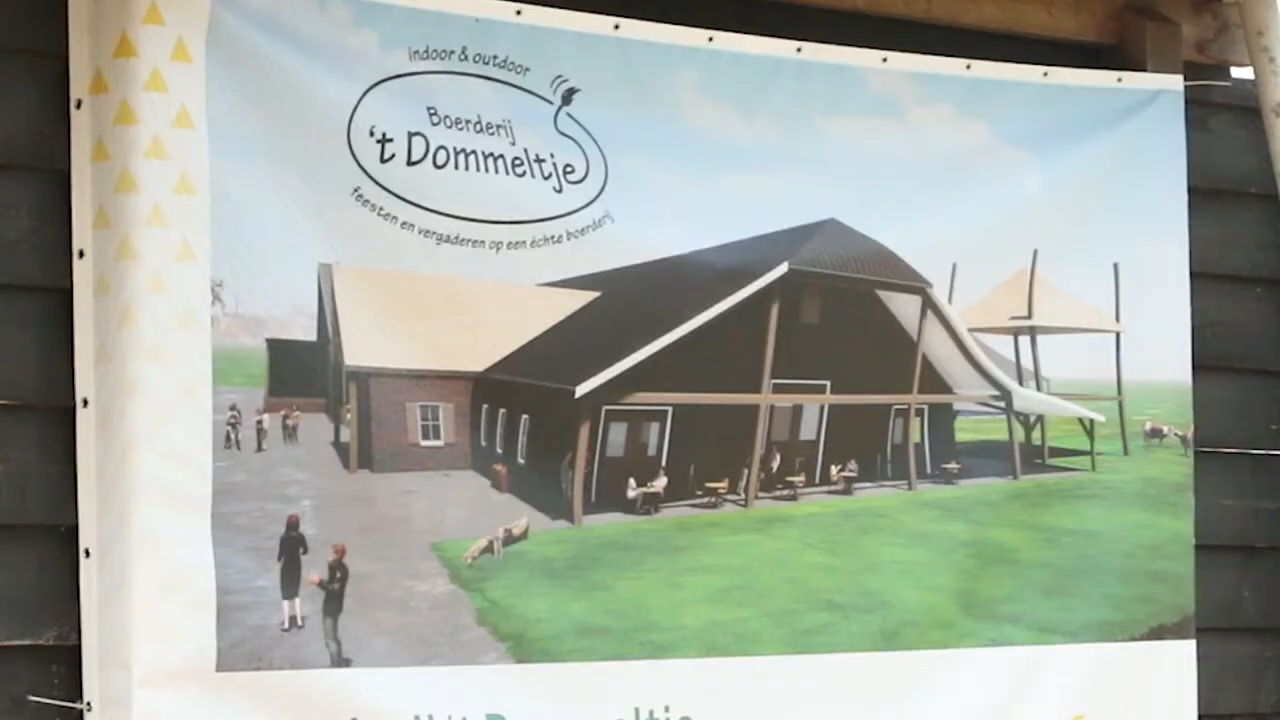 indoor & outdoor
Boerderij
't Dommeltje
feesten en vergaderen op een échte boerderij